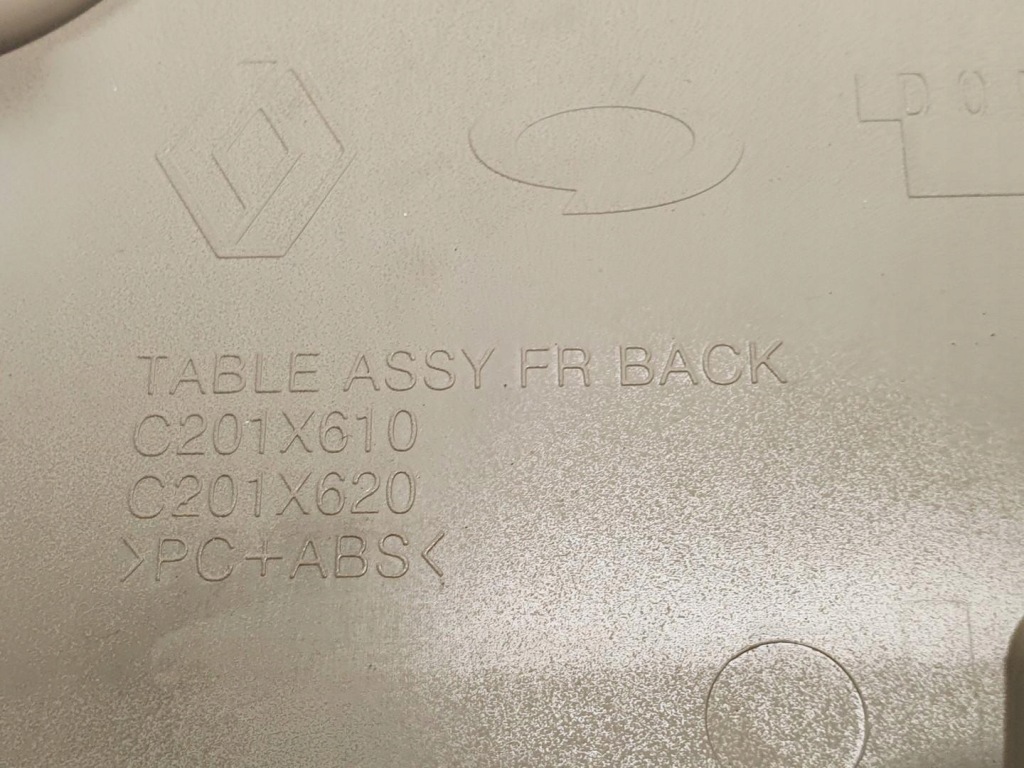 TABLE ASSY.FR BACK
C201X610
C201X620
>PC+ABS<